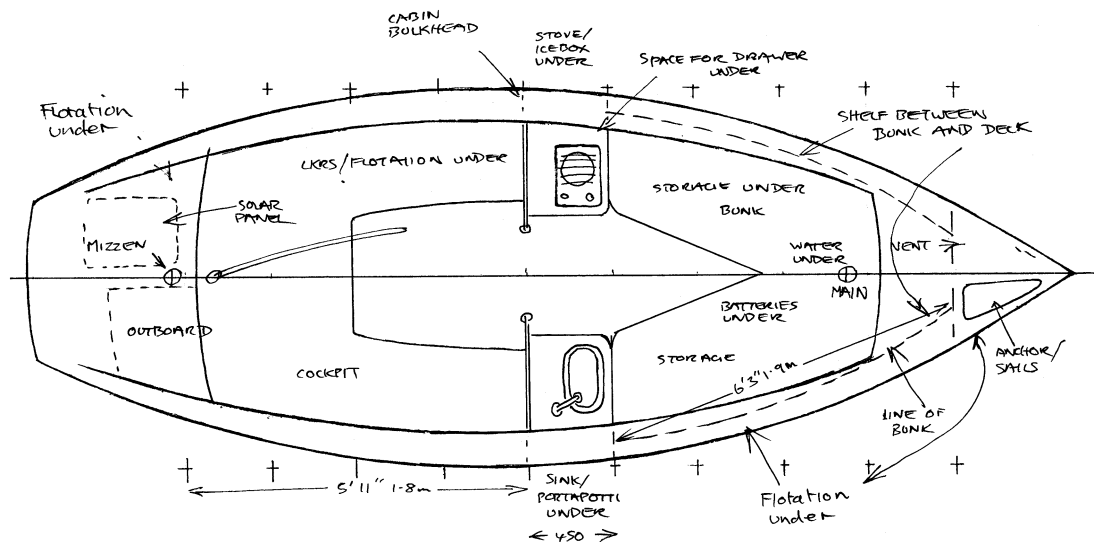 CABIN
BULKHEAD
STOVE/
ICEBOX
UNDER
SPACE FOR DRAWER
UNDER
Flotation
under
SHELF BETWEEN
BUNK AND DECK
LKRS/FLOTATION UNDER
STORAGE UNDER
BUNK
SOLAR
PANEL
MIZZEN
WATER
UNDER
VENT
MAIN
BATTERIES
UNDER
OUTBOARD
COCKPIT
STORAGE
6'3" 1.9m
ANCHOR/
SAILS
LINE OF
BUNK
5'11" 1.8m
SINK/
PORTAPOTTI
UNDER
450
Flotation
under